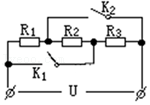 K₂
R₁ R₂ R₃
K₁
U